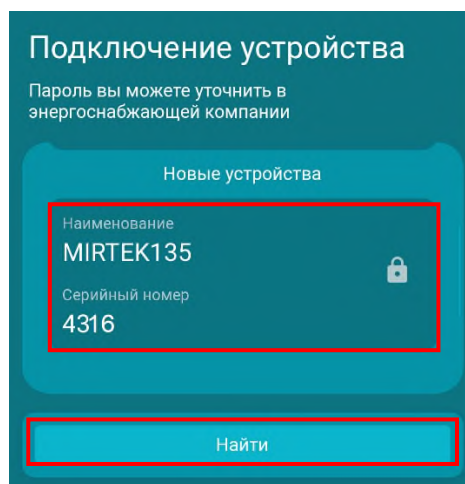 Подключение устройства
Пароль вы можете уточнить в
энергоснабжающей компании
Новые устройства
Наименование
MIRTEK135
Серийный номер
4316
Найти